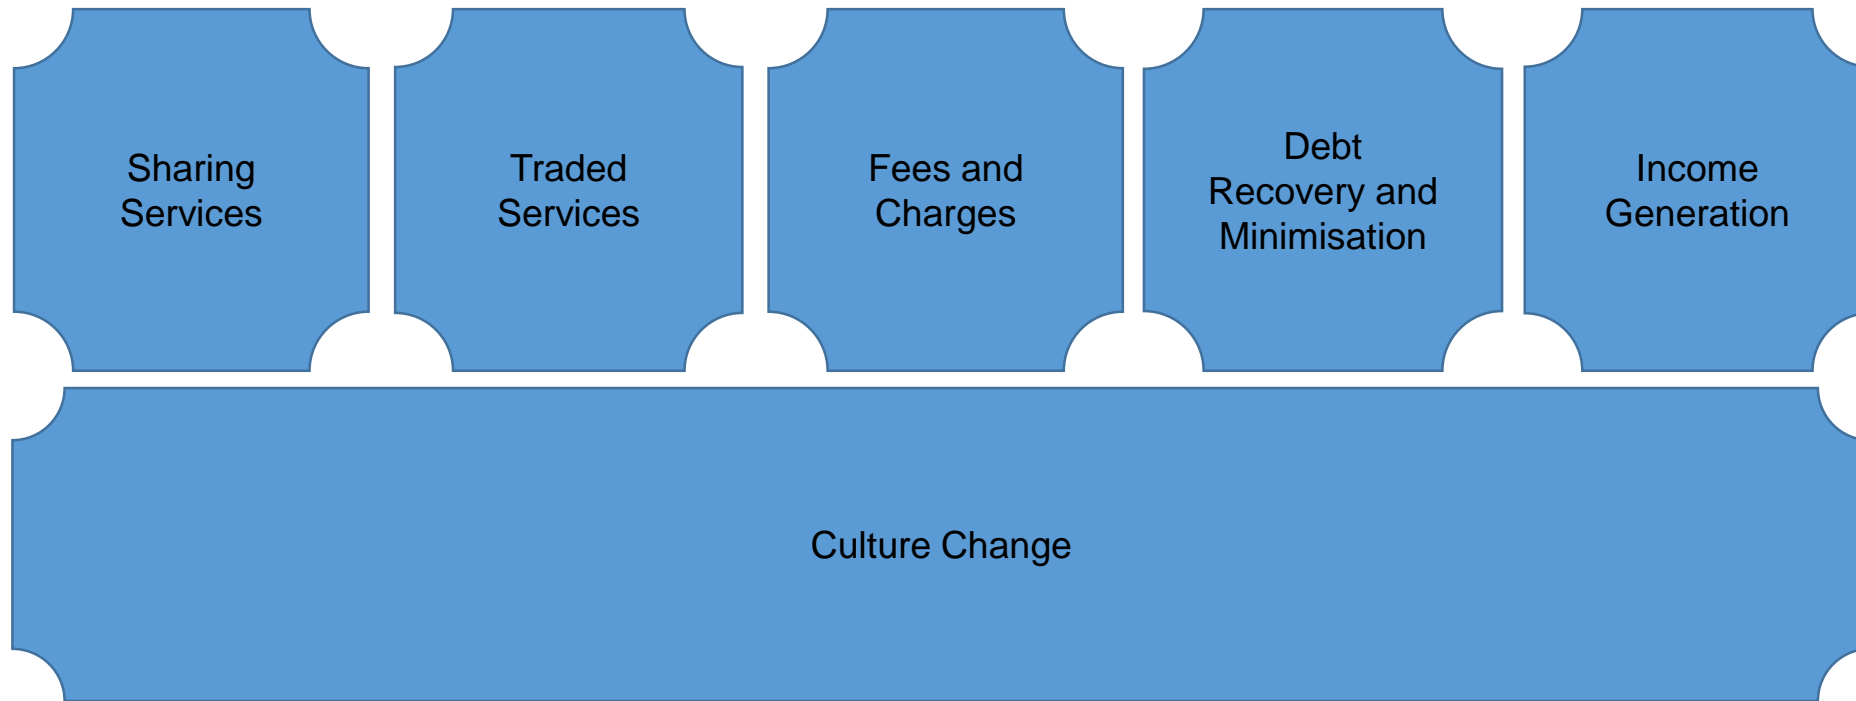 Sharing
Services
Traded
Services
Fees and
Charges
Debt
Recovery and
Minimisation
Income
Generation
Culture Change